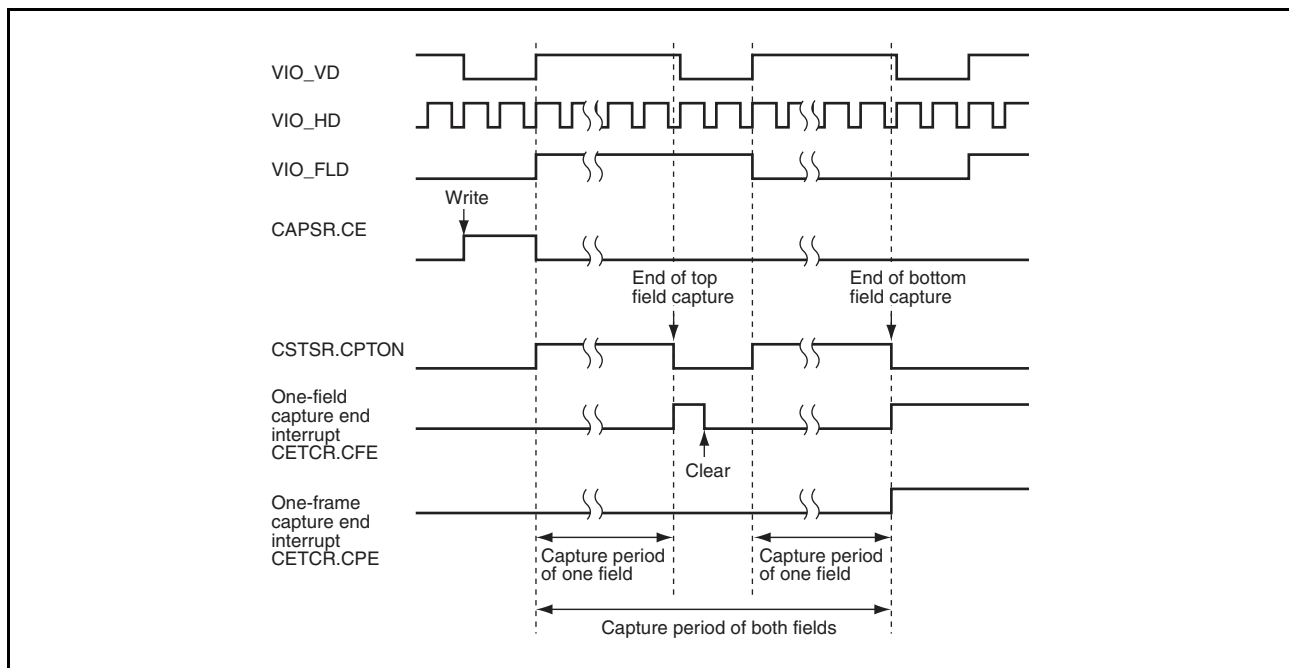 VIO_VD
VIO_HD
VIO_FLD
Write
CAPSR.CE
End of top
field capture
End of bottom
field capture
CSTSR.CPTON
One-field
capture end
interrupt
CETCR.CFE
Clear
One-frame
capture end
interrupt
CETCR.CPE
Capture period
of one field
Capture period
of one field
Capture period of both fields